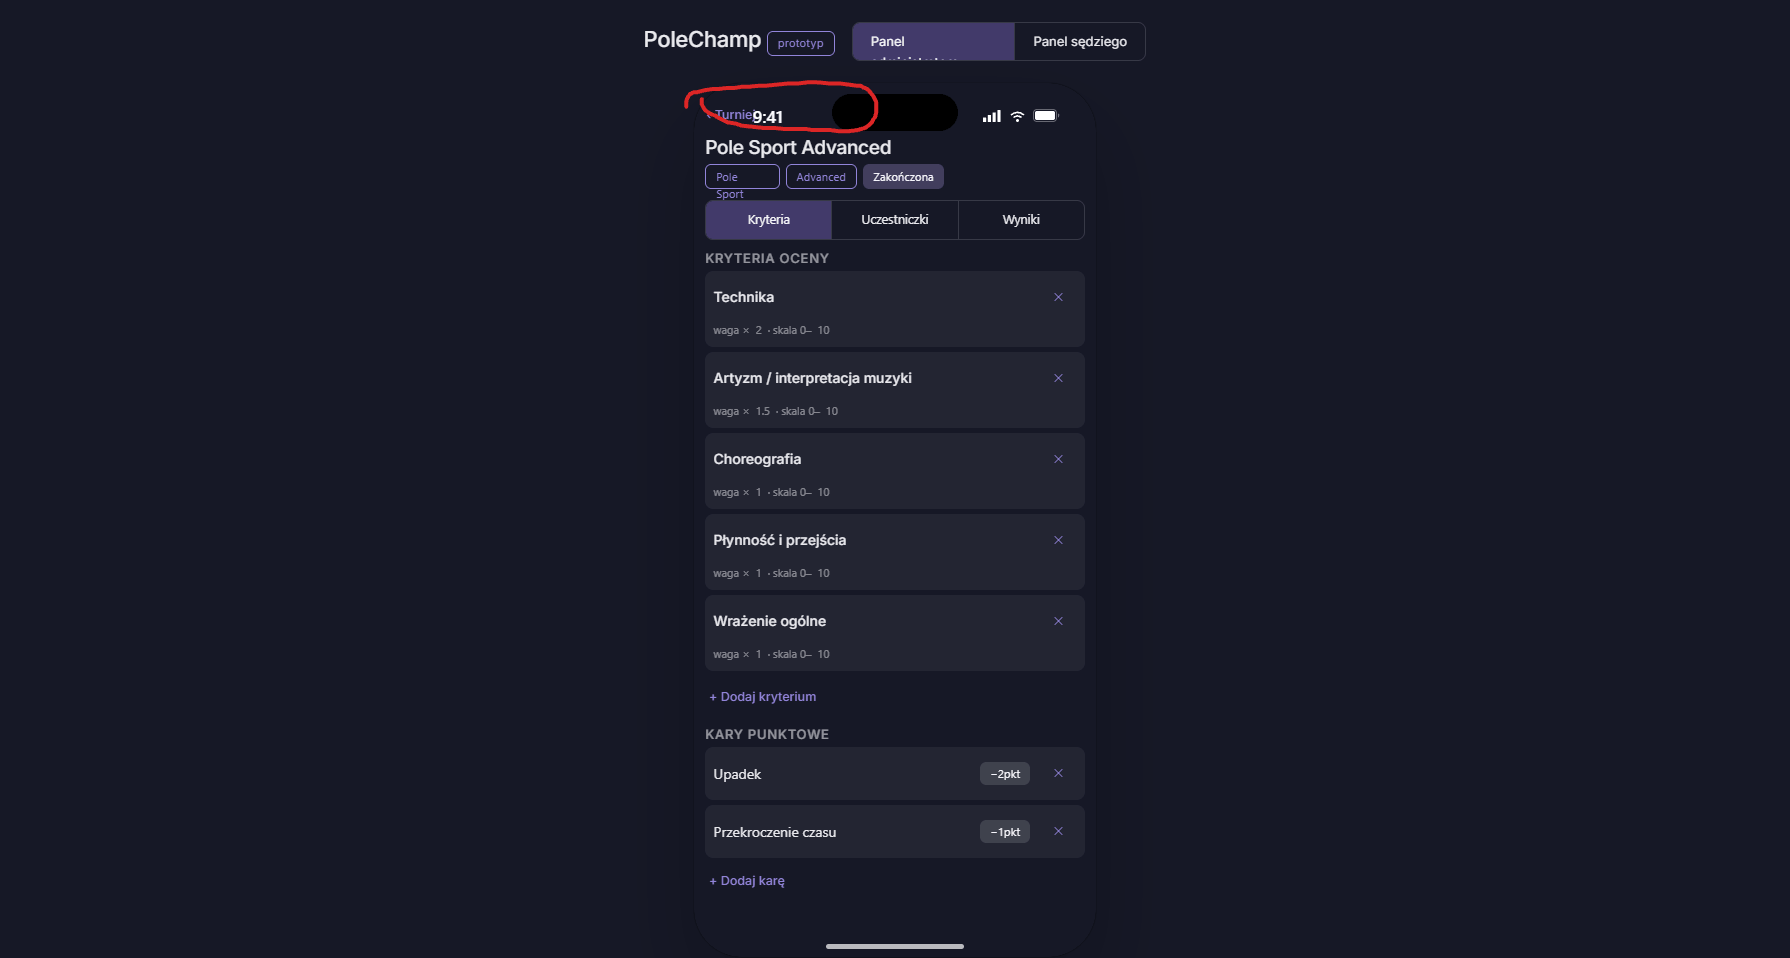 PoleChamp prototyp Panel Panel sędziego
‹ Turniej 9:41
Pole Sport Advanced
Pole Sport Advanced Zakończona
Kryteria Uczestniczki Wyniki
KRYTERIA OCENY
Technika ×
waga × 2 · skala 0– 10
Artyzm / interpretacja muzyki ×
waga × 1.5 · skala 0– 10
Choreografia ×
waga × 1 · skala 0– 10
Płynność i przejścia ×
waga × 1 · skala 0– 10
Wrażenie ogólne ×
waga × 1 · skala 0– 10
+ Dodaj kryterium
KARY PUNKTOWE
Upadek −2pkt ×
Przekroczenie czasu −1pkt ×
+ Dodaj karę